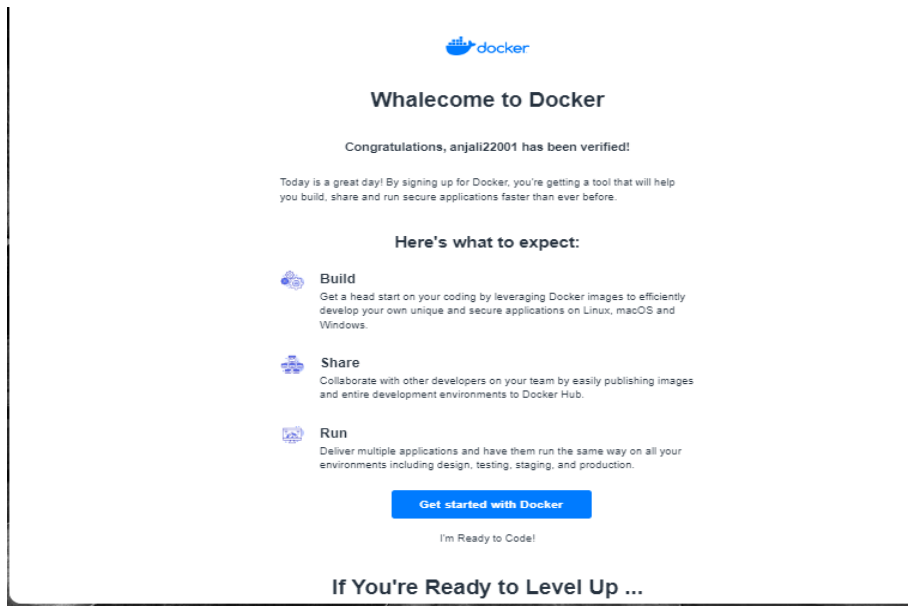 docker
Whalecome to Docker
Congratulations, anjali22001 has been verified!
Today is a great day! By signing up for Docker, you're getting a tool that will help
you build, share and run secure applications faster than ever before.
Here's what to expect:
Build
Get a head start on your coding by leveraging Docker images to efficiently
develop your own unique and secure applications on Linux, macOS and
Windows.
Share
Collaborate with other developers on your team by easily publishing images
and entire development environments to Docker Hub.
Run
Deliver multiple applications and have them run the same way on all your
environments including design, testing, staging, and production.
Get started with Docker
I'm Ready to Code!
If You're Ready to Level Up ...